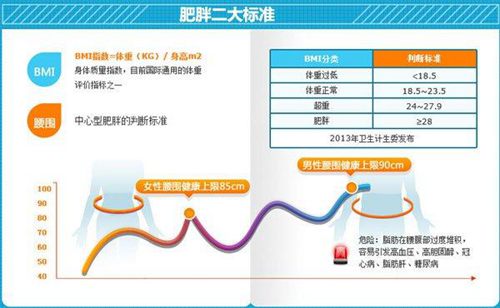 肥胖二大标准
BMI
BMI指数=体重（KG）/ 身高m2
身体质量指数，目前国际通用的体重
评价指标之一
腰围
中心型肥胖的判断标准
BMI分类 判断标准
体重过低 <18.5
体重正常 18.5~23.5
超重 24~27.9
肥胖 ≥28
2013年卫生计生委发布
女性腰围健康上限85cm
男性腰围健康上限90cm
100
90
80
70
60
50
40
危险：脂肪在腰腹部过度堆积，
容易引发高血压、高胆固醇、冠
心病、脂肪肝、糖尿病